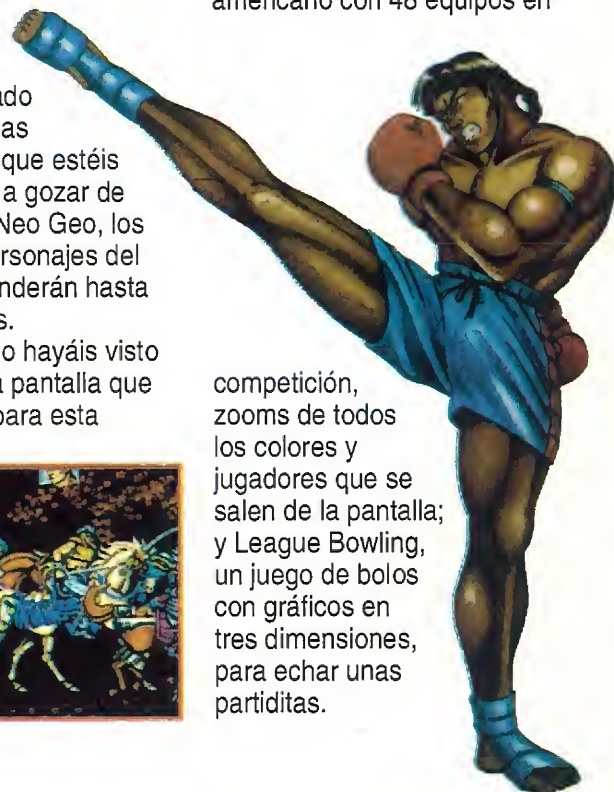 ado
as
que estéis
a gozar de
Neo Geo, los
rsonajes del
nderán hasta
s.
o hayáis visto
a pantalla que
para esta
americano con 48 equipos en
competición,
zooms de todos
los colores y
jugadores que se
salen de la pantalla;
y League Bowling,
un juego de bolos
con gráficos en
tres dimensiones,
para echar unas
partiditas.